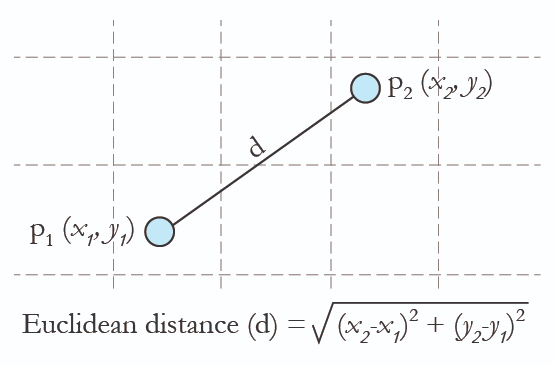 p₂ (x₂,y₂)
d
p₁ (x₁,y₁)
Euclidean distance (d) = √(x₂-x₁)² + (y₂-y₁)²